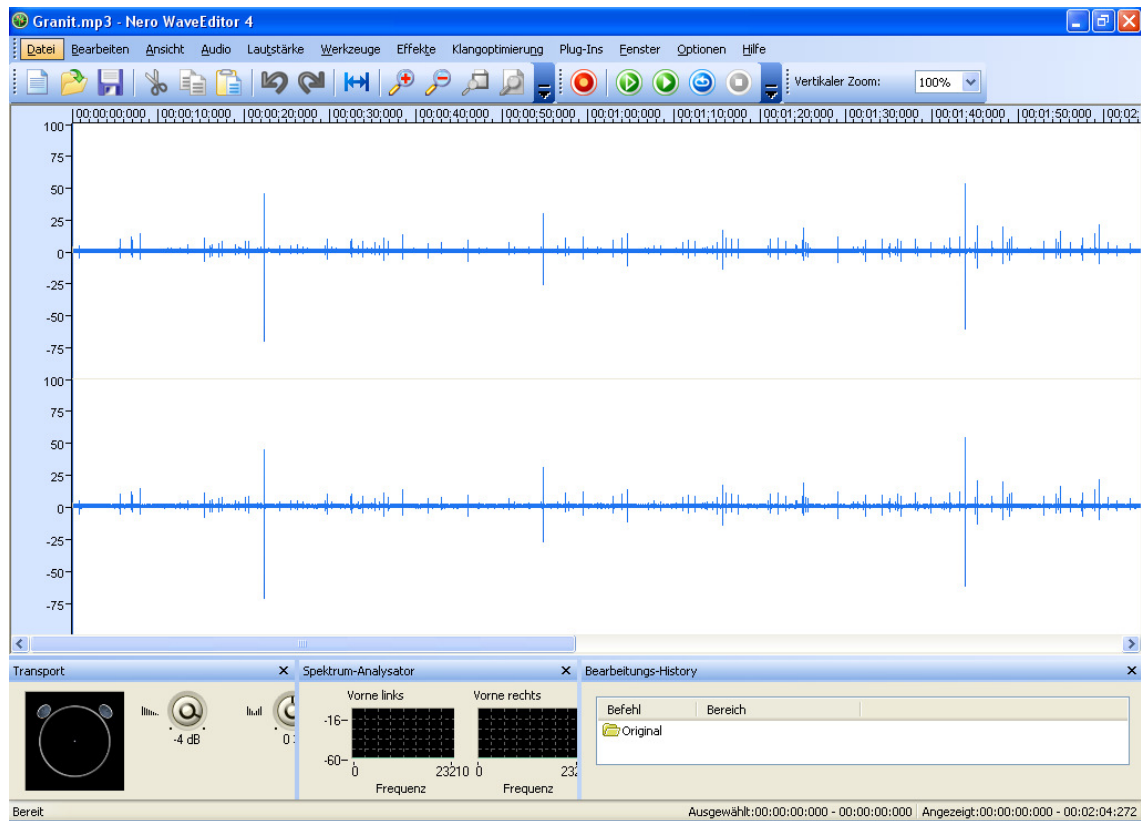 Granit.mp3 - Nero WaveEditor 4
Datei Bearbeiten Ansicht Audio Lautstärke Werkzeuge Effekte Klangoptimierung Plug-Ins Fenster Optionen Hilfe
Vertikaler Zoom: 100%
00:00:00:000 00:00:10:000 00:00:20:000 00:00:30:000 00:00:40:000 00:00:50:000 00:01:00:000 00:01:10:000 00:01:20:000 00:01:30:000 00:01:40:000 00:01:50:000 00:02:
100
75
50
25
0
-25
-50
-75
100
75
50
25
0
-25
-50
-75
Transport
-4 dB
0
Spektrum-Analysator
Vorne links Vorne rechts
-16
-60
0 23210 0 232
Frequenz Frequenz
Bearbeitungs-History
Befehl Bereich
Original
Bereit
Ausgewählt:00:00:00:000 - 00:00:00:000 Angezeigt:00:00:00:000 - 00:02:04:272